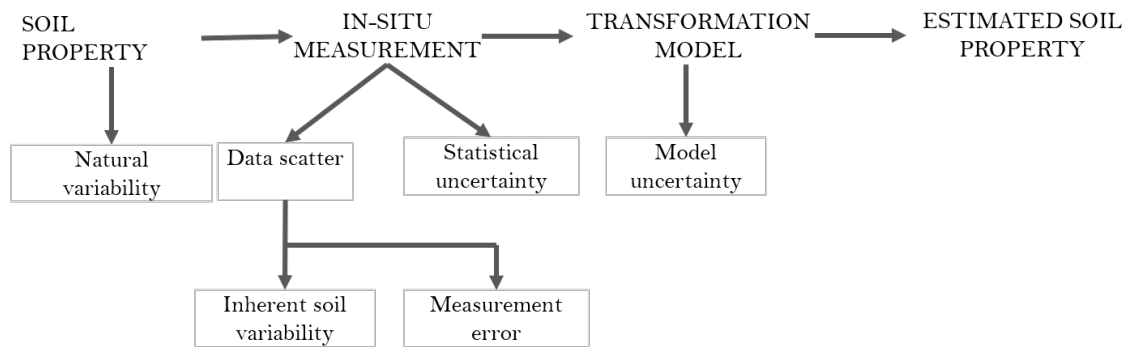 SOIL
PROPERTY
IN-SITU
MEASUREMENT
TRANSFORMATION
MODEL
ESTIMATED SOIL
PROPERTY
Natural
variability
Data scatter
Statistical
uncertainty
Model
uncertainty
Inherent soil
variability
Measurement
error